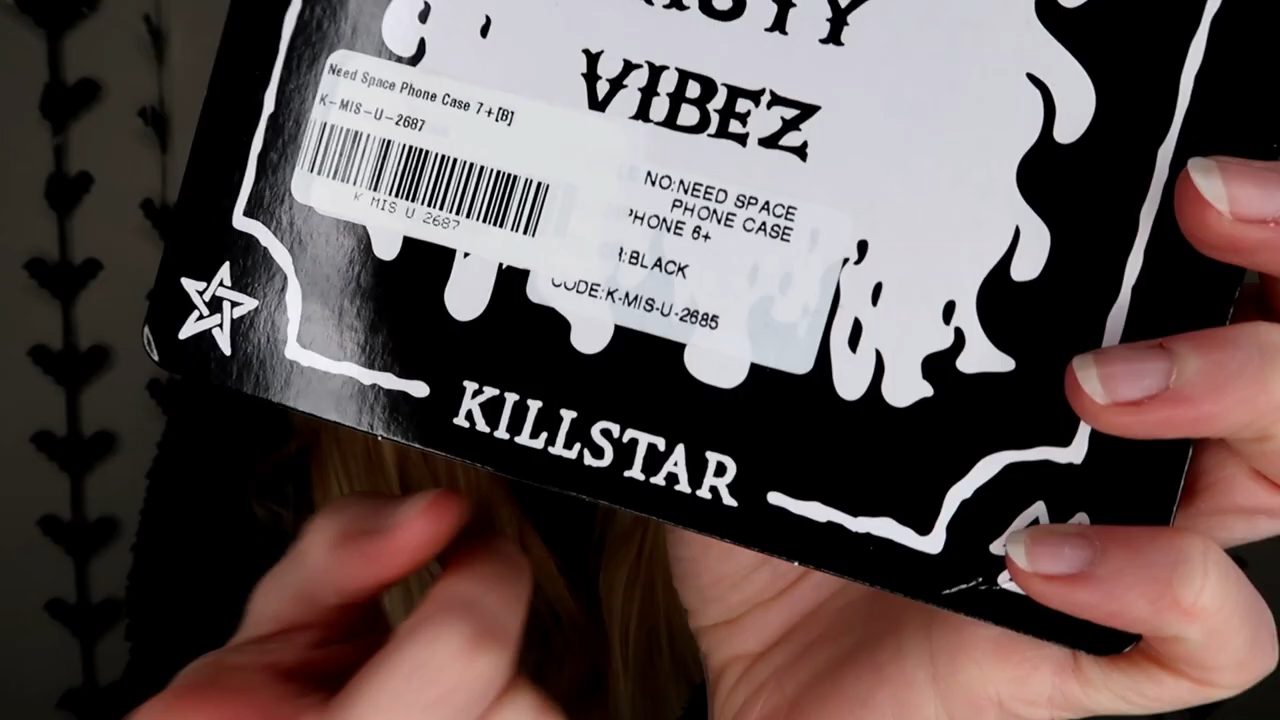 VIBEZ
Need Space Phone Case 7+[B]
K-MIS-U-2687
K MIS U 2687
NO:NEED SPACE
PHONE CASE
PHONE 6+
:BLACK
CODE:K-MIS-U-2685
KILLSTAR